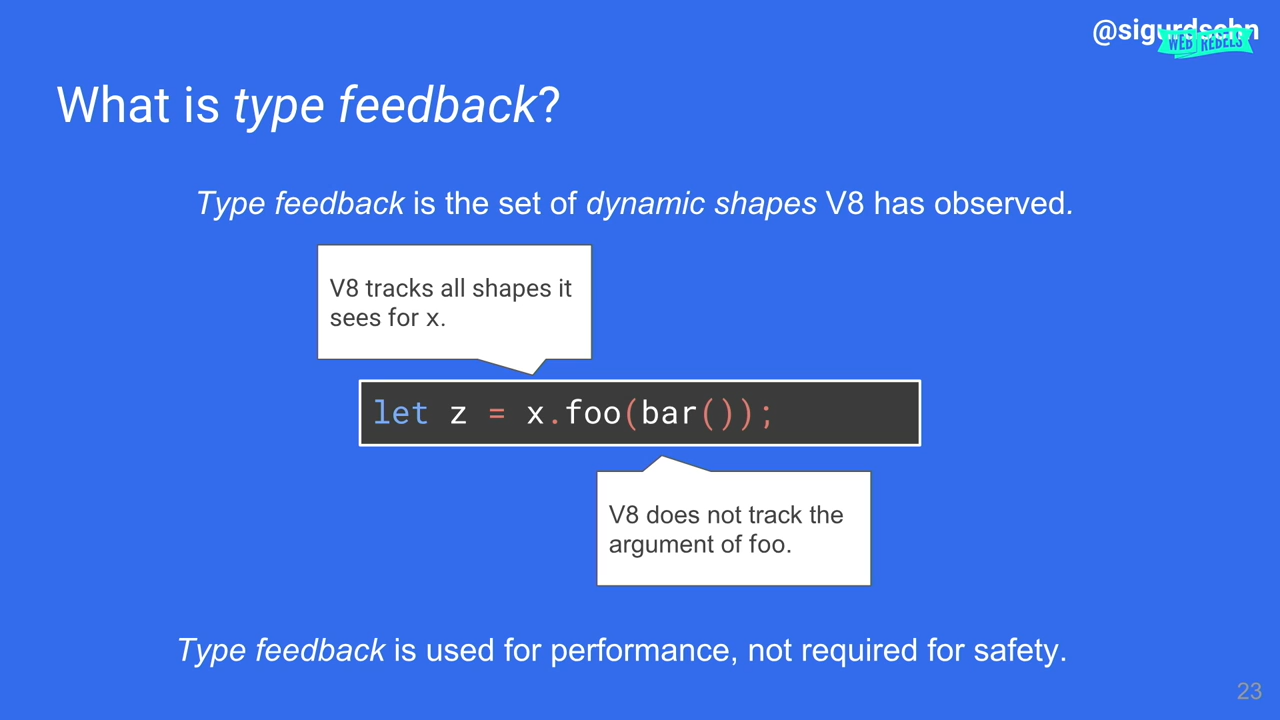 @sigurdschn
WEB REBELS
What is type feedback?
Type feedback is the set of dynamic shapes V8 has observed.
V8 tracks all shapes it
sees for x.
let z = x.foo(bar());
V8 does not track the
argument of foo.
Type feedback is used for performance, not required for safety.
23